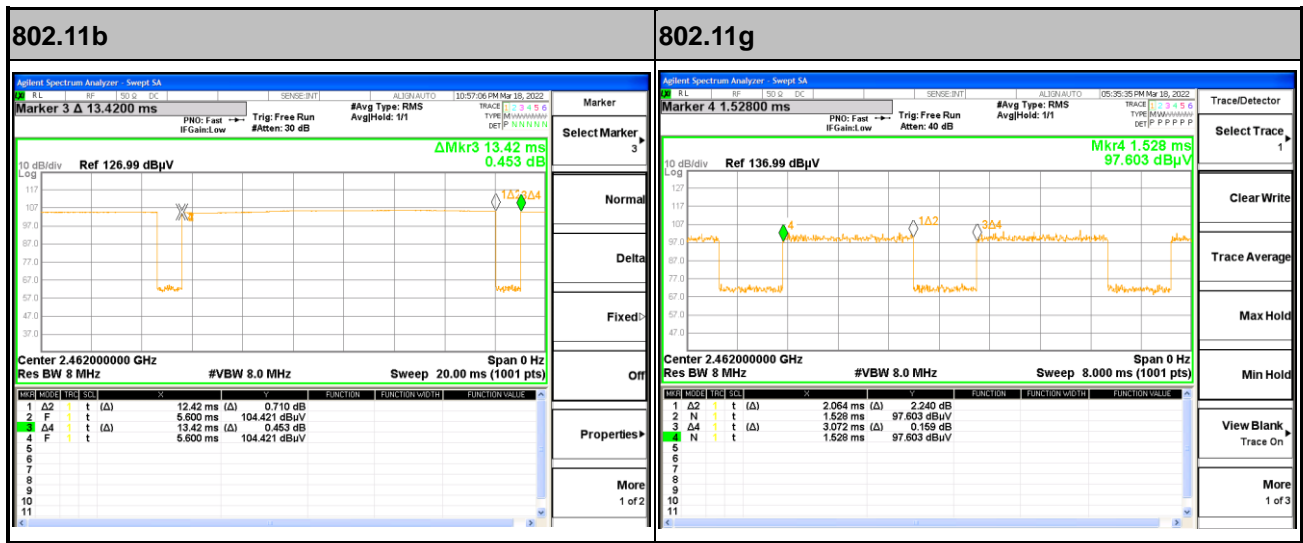 802.11b
Agilent Spectrum Analyzer - Swept SA
RL RF 50 Ω DC SENSE:INT ALIGNAUTO 10:57:06 PM Mar 18, 2022
Marker 3 Δ 13.4200 ms
#Avg Type: RMS
TRACE 1 2 3 4 5 6
PNO: Fast
Trig: Free Run
Avg|Hold: 1/1
TYPE M
IFGain:Low
#Atten: 30 dB
DET P N N N N N
ΔMkr3 13.42 ms
0.453 dB
10 dB/div
Ref 126.99 dBµV
Log
117
107
97.0
87.0
77.0
67.0
57.0
47.0
37.0
1Δ2
3Δ4
Center 2.462000000 GHz
Span 0 Hz
Res BW 8 MHz
#VBW 8.0 MHz
Sweep 20.00 ms (1001 pts)
MKR MODE TRC SCL X Y FUNCTION FUNCTION WIDTH FUNCTION VALUE
1 Δ2 1 t (Δ) 12.42 ms (Δ) 0.710 dB
2 F 1 t 5.600 ms 104.421 dBµV
3 Δ4 1 t (Δ) 13.42 ms (Δ) 0.453 dB
4 F 1 t 5.600 ms 104.421 dBµV
5
6
7
8
9
10
11
Marker
Select Marker
3
Normal
Delta
Fixed
Off
Properties
More
1 of 2
802.11g
Agilent Spectrum Analyzer - Swept SA
RL RF 50 Ω DC SENSE:INT ALIGNAUTO 05:35:35 PM Mar 18, 2022
Marker 4 1.52800 ms
#Avg Type: RMS
TRACE 1 2 3 4 5 6
PNO: Fast
Trig: Free Run
Avg|Hold: 1/1
TYPE M
IFGain:Low
Atten: 40 dB
DET P P P P P P
Mkr4 1.528 ms
97.603 dBµV
10 dB/div
Ref 136.99 dBµV
Log
127
117
107
97.0
87.0
77.0
67.0
57.0
47.0
4
1Δ2
3Δ4
Center 2.462000000 GHz
Span 0 Hz
Res BW 8 MHz
#VBW 8.0 MHz
Sweep 8.000 ms (1001 pts)
MKR MODE TRC SCL X Y FUNCTION FUNCTION WIDTH FUNCTION VALUE
1 Δ2 1 t (Δ) 2.064 ms (Δ) 2.240 dB
2 N 1 t 1.528 ms 97.603 dBµV
3 Δ4 1 t (Δ) 3.072 ms (Δ) 0.159 dB
4 N 1 t 1.528 ms 97.603 dBµV
5
6
7
8
9
10
11
Trace/Detector
Select Trace
1
Clear Write
Trace Average
Max Hold
Min Hold
View Blank
Trace On
More
1 of 3